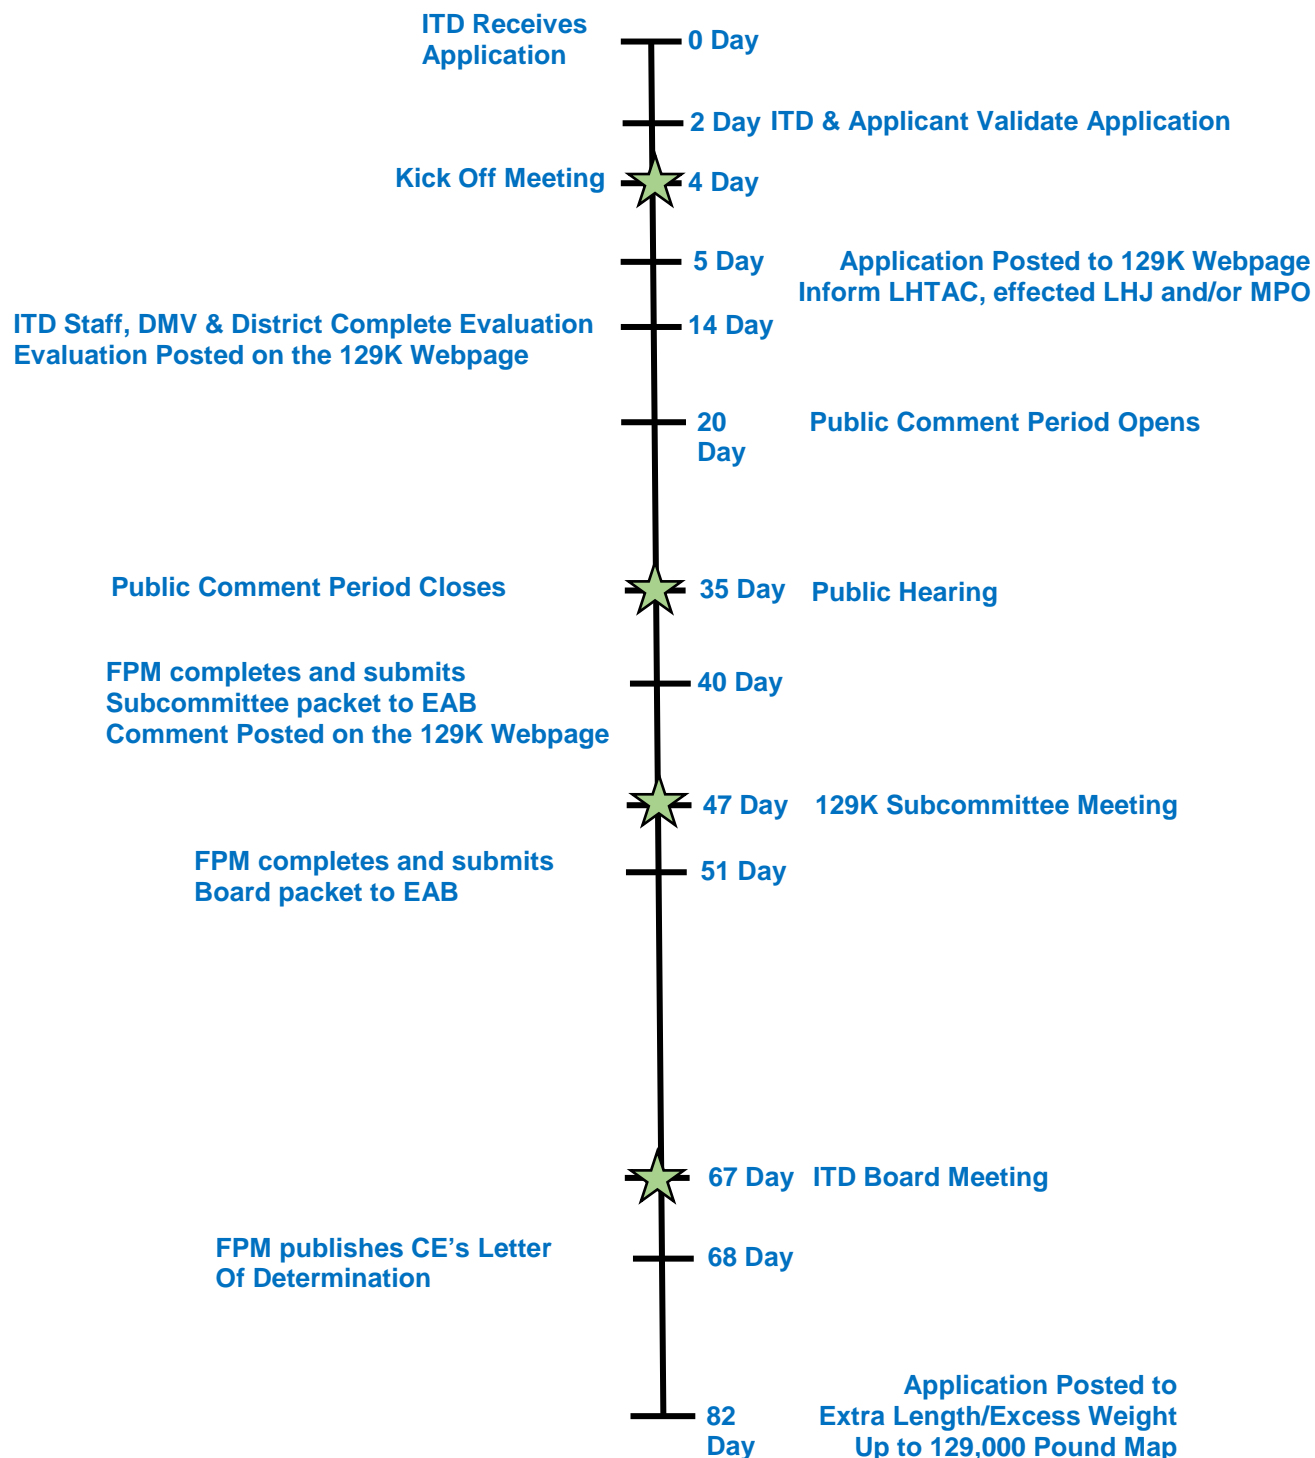 ITD Receives
Application
0 Day
2 Day
ITD & Applicant Validate Application
Kick Off Meeting
4 Day
5 Day
Application Posted to 129K Webpage
Inform LHTAC, effected LHJ and/or MPO
ITD Staff, DMV & District Complete Evaluation
Evaluation Posted on the 129K Webpage
14 Day
20
Day
Public Comment Period Opens
Public Comment Period Closes
35 Day
Public Hearing
FPM completes and submits
Subcommittee packet to EAB
Comment Posted on the 129K Webpage
40 Day
47 Day
129K Subcommittee Meeting
FPM completes and submits
Board packet to EAB
51 Day
67 Day
ITD Board Meeting
FPM publishes CE’s Letter
Of Determination
68 Day
82
Day
Application Posted to
Extra Length/Excess Weight
Up to 129,000 Pound Map